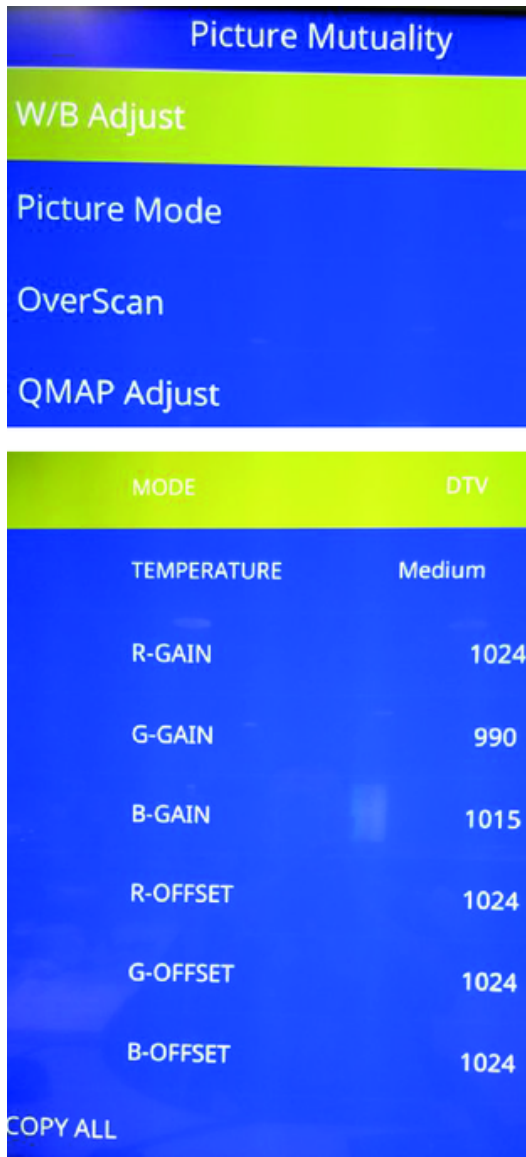 Picture Mutuality
W/B Adjust
Picture Mode
OverScan
QMAP Adjust
MODE DTV
TEMPERATURE Medium
R-GAIN 1024
G-GAIN 990
B-GAIN 1015
R-OFFSET 1024
G-OFFSET 1024
B-OFFSET 1024
COPY ALL